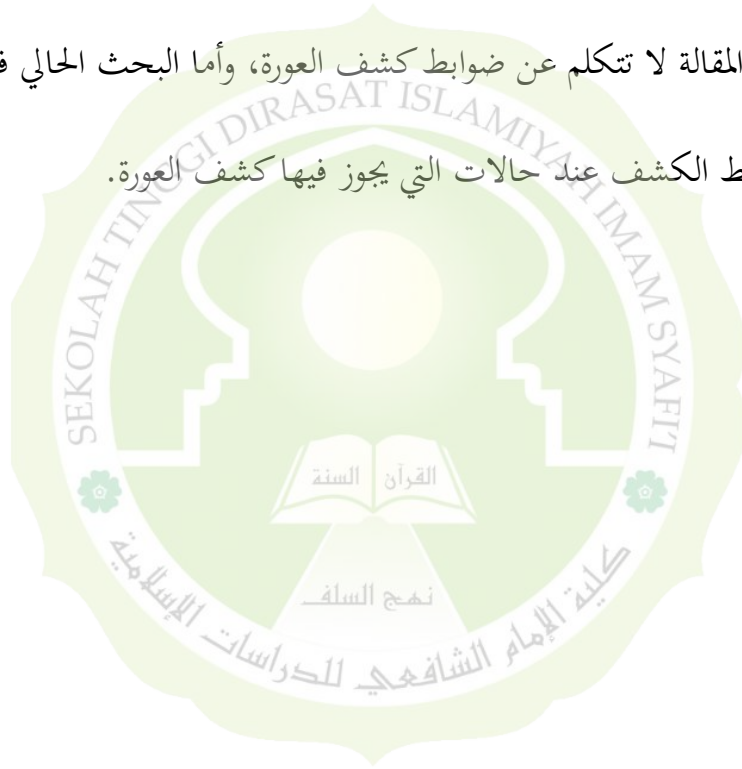 المقالة لا تتكلم عن ضوابط كشف العورة، وأما البحث الحالي
الكشف عند حالات التي يجوز فيها كشف العورة.
SEKOLAH TINGGI DIRASAT ISLAMIYAH IMAM SYAFI'I
القرآن السنة
نهج السلف
كلية الإمام الشافعي للدراسات الإسلامية